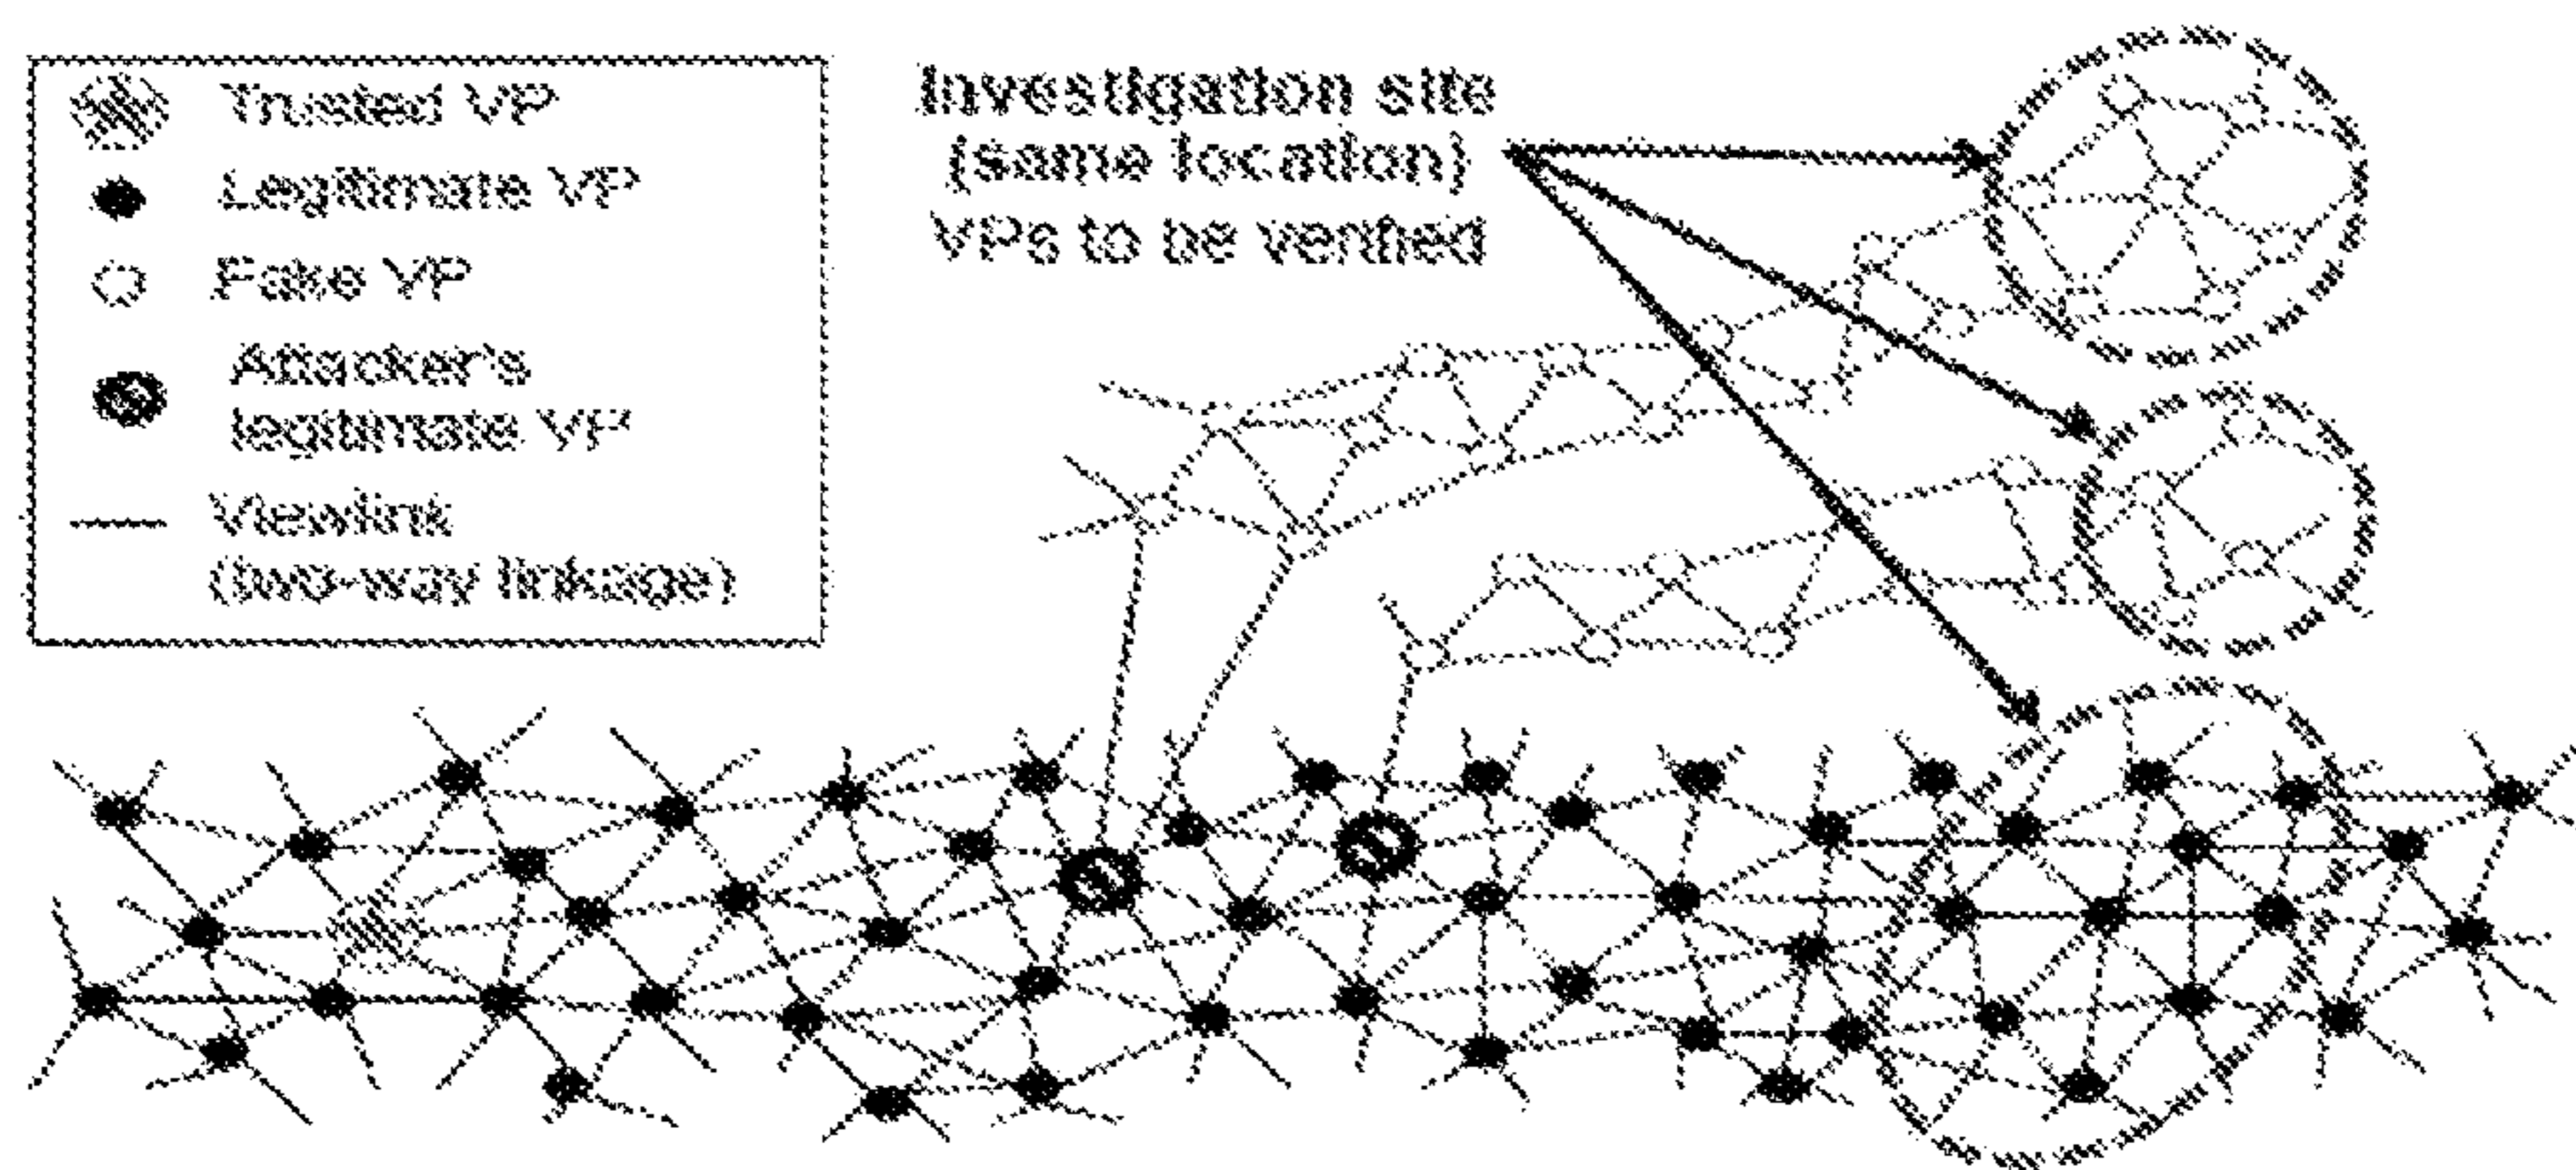 Trusted VP
Legitimate VP
Fake VP
Attacker's
legitimate VP
Viewlink
(two-way linkage)
Investigation site
(same location)
VPs to be verified